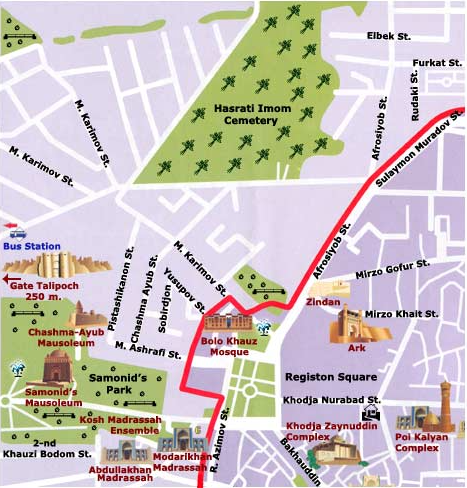 Elbek St.
Furkat St.
Rudaki St.
Afrosiyob St.
Sulaymon Muradov St.
Hasrati Imom
Cemetery
M. Karimov St.
M. Karimov St.
Bus Station
Gate Talipoch
250 m.
M. Karimov St.
Pistashikanon St.
Chashma Ayub St.
Sobirdjon
Yusupov St.
Afrosiyob St.
Mirzo Gofur St.
Zindan
Mirzo Khait St.
Ark
Chashma-Ayub
Mausoleum
Bolo Khauz
Mosque
M. Ashrafi St.
Samonid's
Mausoleum
Samonid's
Park
Registon Square
Khodja Nurabad St.
Kosh Madrassah
Ensemble
R. Azimov St.
Khodja Zaynuddin
Complex
Poi Kalyan
Complex
2-nd
Khauzi Bodom St.
Abdullakhan
Madrassah
Modarikhan
Madrassah
Bakhauddin